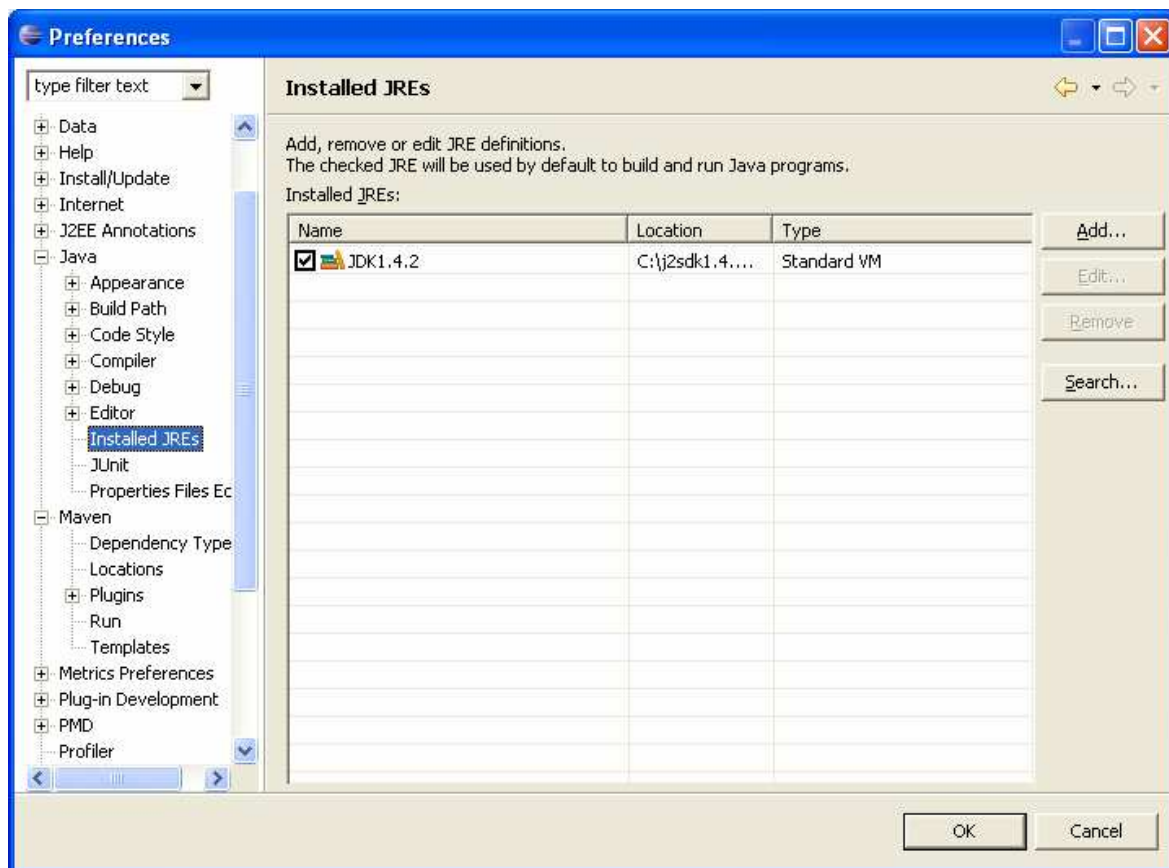 Preferences
type filter text
Data
Help
Install/Update
Internet
J2EE Annotations
Java
Appearance
Build Path
Code Style
Compiler
Debug
Editor
Installed JREs
JUnit
Properties Files Ec
Maven
Dependency Type
Locations
Plugins
Run
Templates
Metrics Preferences
Plug-in Development
PMD
Profiler
Installed JREs
Add, remove or edit JRE definitions.
The checked JRE will be used by default to build and run Java programs.
Installed JREs:
Name Location Type
JDK1.4.2 C:\j2sdk1.4.... Standard VM
Add...
Edit...
Remove
Search...
OK Cancel